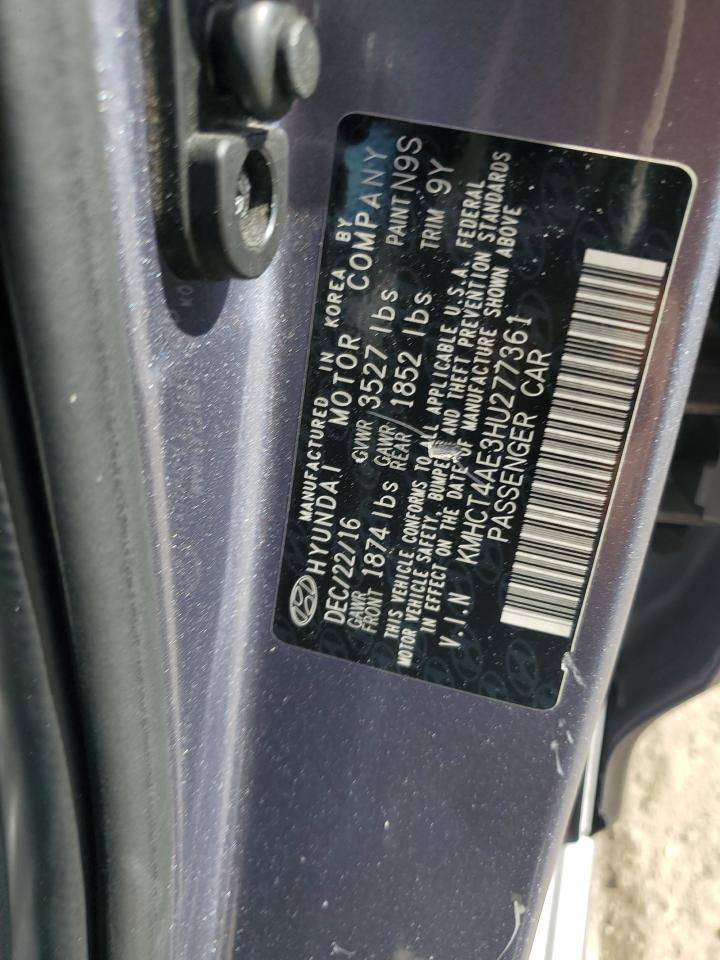 MANUFACTURED IN KOREA BY
HYUNDAI MOTOR COMPANY
DEC/22/16 GVWR 3527 lbs PAINT N9S
GAWR FRONT 1874 lbs GAWR REAR 1852 lbs TRIM 9Y
THIS VEHICLE CONFORMS TO ALL APPLICABLE U.S.A. FEDERAL
MOTOR VEHICLE SAFETY, BUMPER, AND THEFT PREVENTION STANDARDS
IN EFFECT ON THE DATE OF MANUFACTURE SHOWN ABOVE
V.I.N KMHCT4AE3HU277361
PASSENGER CAR